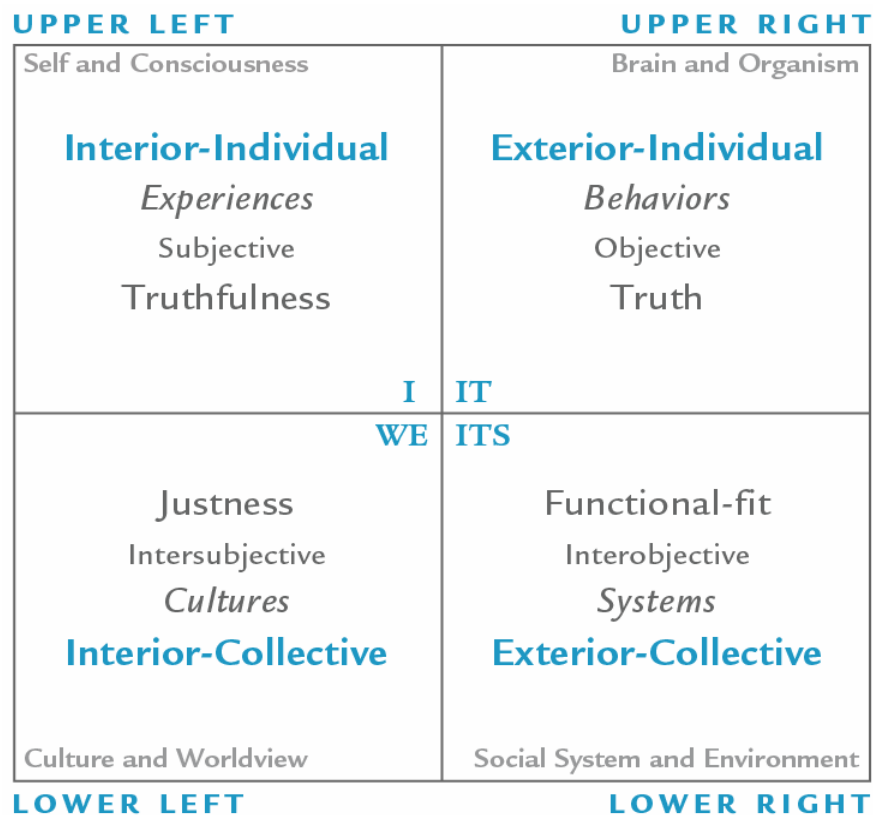 UPPER LEFT
UPPER RIGHT
Self and Consciousness
Brain and Organism
Interior-Individual
Experiences
Subjective
Truthfulness
I
Exterior-Individual
Behaviors
Objective
Truth
IT
WE
Justness
Intersubjective
Cultures
Interior-Collective
Culture and Worldview
ITS
Functional-fit
Interobjective
Systems
Exterior-Collective
Social System and Environment
LOWER LEFT
LOWER RIGHT